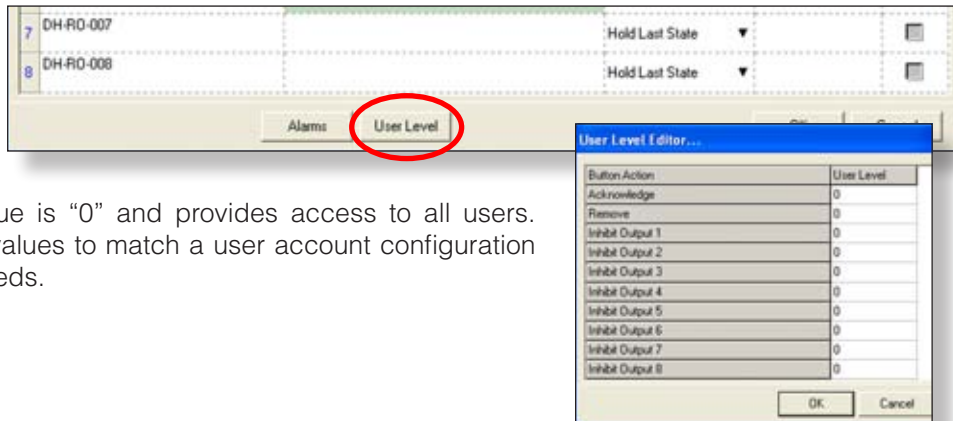 7 DH-RO-007 Hold Last State ▼
8 DH-RO-008 Hold Last State ▼
Alarms User Level
User Level Editor...
Button Action User Level
Acknowledge 0
Remove 0
Inhibit Output 1 0
Inhibit Output 2 0
Inhibit Output 3 0
Inhibit Output 4 0
Inhibit Output 5 0
Inhibit Output 6 0
Inhibit Output 7 0
Inhibit Output 8 0
OK Cancel
ue is “0” and provides access to all users.
values to match a user account configuration
eds.